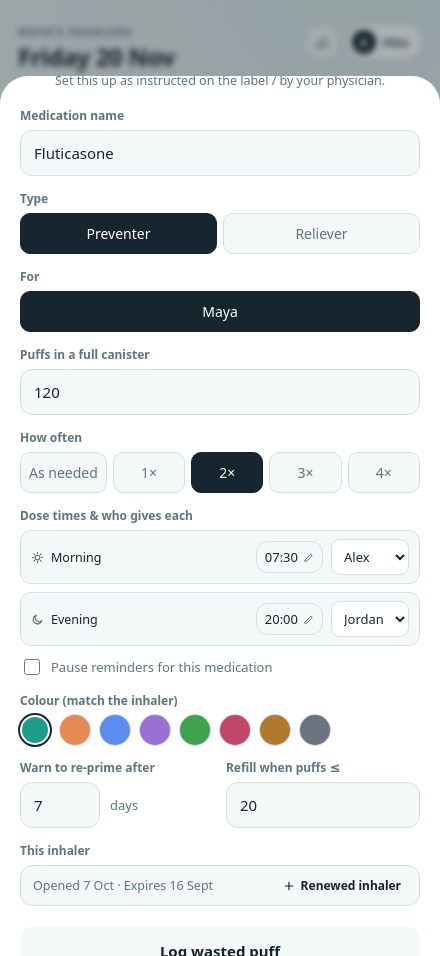 MAYA'S INHALERS
Friday 20 Nov
Alex
Set this up as instructed on the label / by your physician.
Medication name
Fluticasone
Type
Preventer
Reliever
For
Maya
Puffs in a full canister
120
How often
As needed
1×
2×
3×
4×
Dose times & who gives each
Morning
07:30
Alex
Evening
20:00
Jordan
Pause reminders for this medication
Colour (match the inhaler)
Warn to re-prime after
Refill when puffs ≤
7
days
20
This inhaler
Opened 7 Oct · Expires 16 Sept
+ Renewed inhaler
Log wasted puff